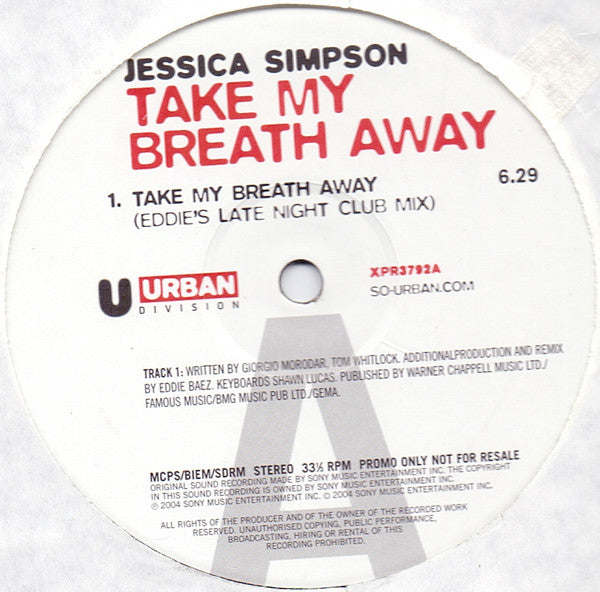 JESSICA SIMPSON
TAKE MY
BREATH AWAY
1. TAKE MY BREATH AWAY 6.29
(EDDIE'S LATE NIGHT CLUB MIX)
U URBAN
DIVISION
XPR3792A
SO-URBAN.COM
A
TRACK 1: WRITTEN BY GIORGIO MORODAR, TOM WHITLOCK. ADDITIONALPRODUCTION AND REMIX
BY EDDIE BAEZ. KEYBOARDS SHAWN LUCAS. PUBLISHED BY WARNER CHAPPELL MUSIC LTD./
FAMOUS MUSIC/BMG MUSIC PUB LTD./GEMA.
MCPS/BIEM/SDRM STEREO 33⅓ RPM PROMO ONLY NOT FOR RESALE
ORIGINAL SOUND RECORDING MADE BY SONY MUSIC ENTERTAINMENT INC. THE COPYRIGHT
IN THIS SOUND RECORDING IS OWNED BY SONY MUSIC ENTERTAINMENT INC.
℗ 2004 SONY MUSIC ENTERTAINMENT INC. © 2004 SONY MUSIC ENTERTAINMENT INC.
ALL RIGHTS OF THE PRODUCER AND OF THE OWNER OF THE RECORDED WORK
RESERVED. UNAUTHORISED COPYING, PUBLIC PERFORMANCE,
BROADCASTING, HIRING OR RENTAL OF THIS
RECORDING PROHIBITED.